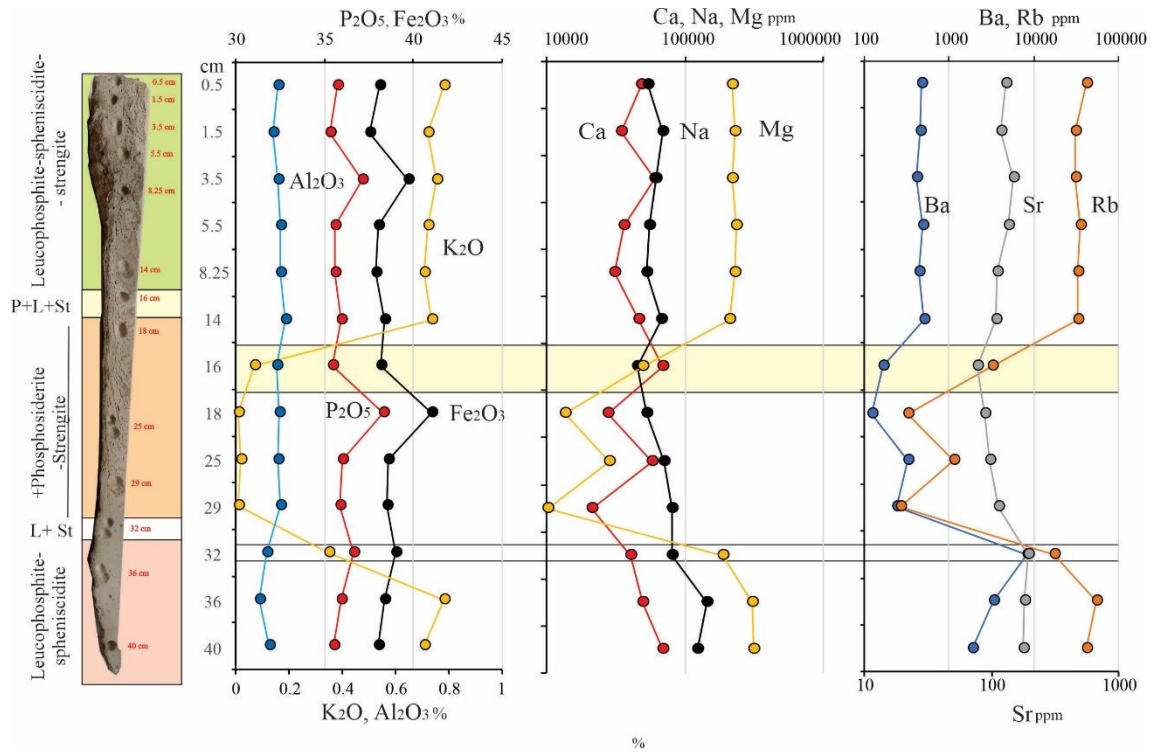 P2O5, Fe2O3 %
30 35 40 45
Ca, Na, Mg ppm
10000 100000 1000000
Ba, Rb ppm
100 1000 10000 100000
cm
0.5
1.5
3.5
5.5
8.25
14
16
18
25
29
32
36
40
0.5 cm
1.5 cm
3.5 cm
5.5 cm
8.25 cm
14 cm
16 cm
18 cm
25 cm
29 cm
32 cm
36 cm
40 cm
Leucophosphite-spheniscidite-
- strengite
P+L+St
+Phosphosiderite
-Strengite
L+ St
Leucophosphite-
spheniscidite
Al2O3
K2O
P2O5
Fe2O3
Ca
Na
Mg
Ba
Sr
Rb
0 0.2 0.4 0.6 0.8 1
K2O, Al2O3 %
10 100 1000
Sr ppm
%